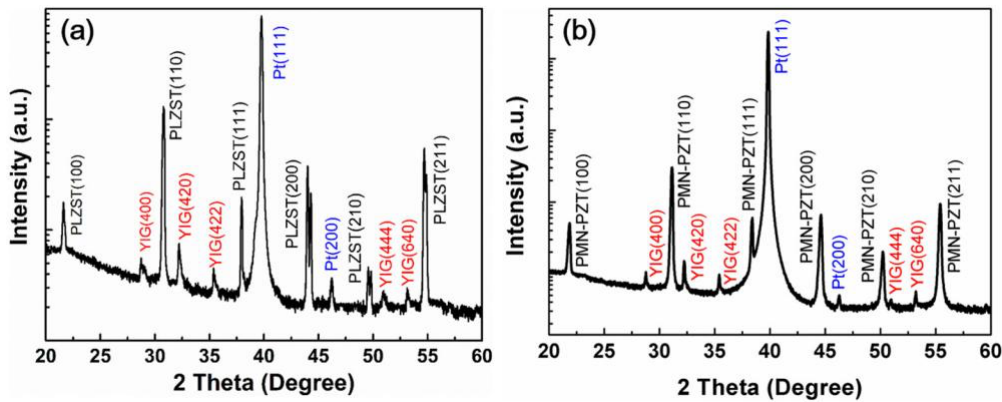 (a)
Intensity (a.u.)
PLZST(100)
YIG(400)
PLZST(110)
YIG(420)
YIG(422)
PLZST(111)
Pt(111)
PLZST(200)
Pt(200)
PLZST(210)
YIG(444)
YIG(640)
PLZST(211)
20 25 30 35 40 45 50 55 60
2 Theta (Degree)
(b)
Intensity (a.u.)
PMN-PZT(100)
YIG(400)
PMN-PZT(110)
YIG(420)
YIG(422)
PMN-PZT(111)
Pt(111)
PMN-PZT(200)
Pt(200)
PMN-PZT(210)
YIG(444)
YIG(640)
PMN-PZT(211)
20 25 30 35 40 45 50 55 60
2 Theta (Degree)